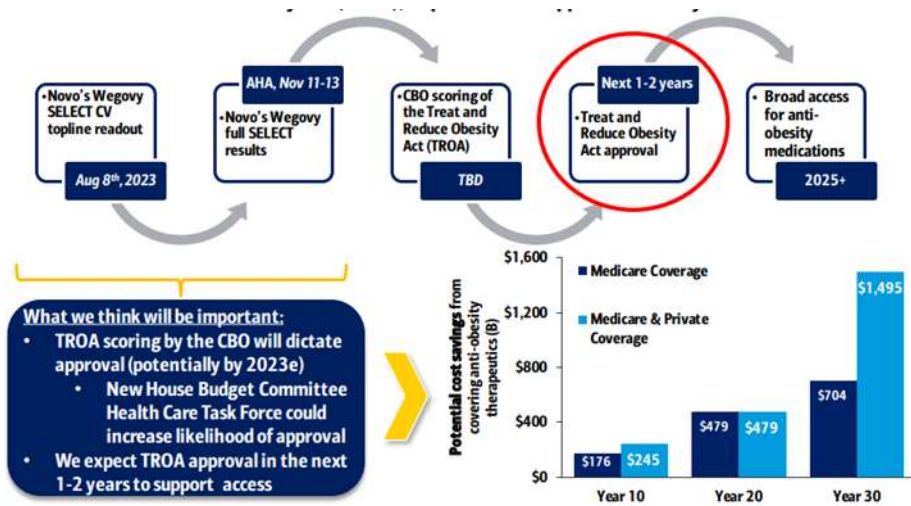 •Novo's Wegovy
SELECT CV
topline readout
Aug 8th, 2023
AHA, Nov 11-13
•Novo's Wegovy
full SELECT
results
•CBO scoring of
the Treat and
Reduce Obesity
Act (TROA)
TBD
Next 1-2 years
•Treat and
Reduce Obesity
Act approval
• Broad access
for anti-
obesity
medications
2025+
What we think will be important:
• TROA scoring by the CBO will dictate
approval (potentially by 2023e)
• New House Budget Committee
Health Care Task Force could
increase likelihood of approval
• We expect TROA approval in the next
1-2 years to support access
Potential cost savings from
covering anti-obesity
therapeutics (B)
$1,600
$1,200
$800
$400
$0
Medicare Coverage
Medicare & Private
Coverage
$176
$245
$479
$479
$704
$1,495
Year 10
Year 20
Year 30